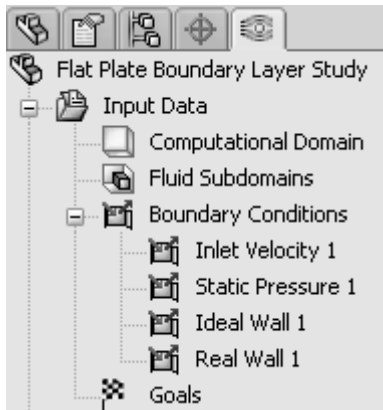 Flat Plate Boundary Layer Study
Input Data
Computational Domain
Fluid Subdomains
Boundary Conditions
Inlet Velocity 1
Static Pressure 1
Ideal Wall 1
Real Wall 1
Goals